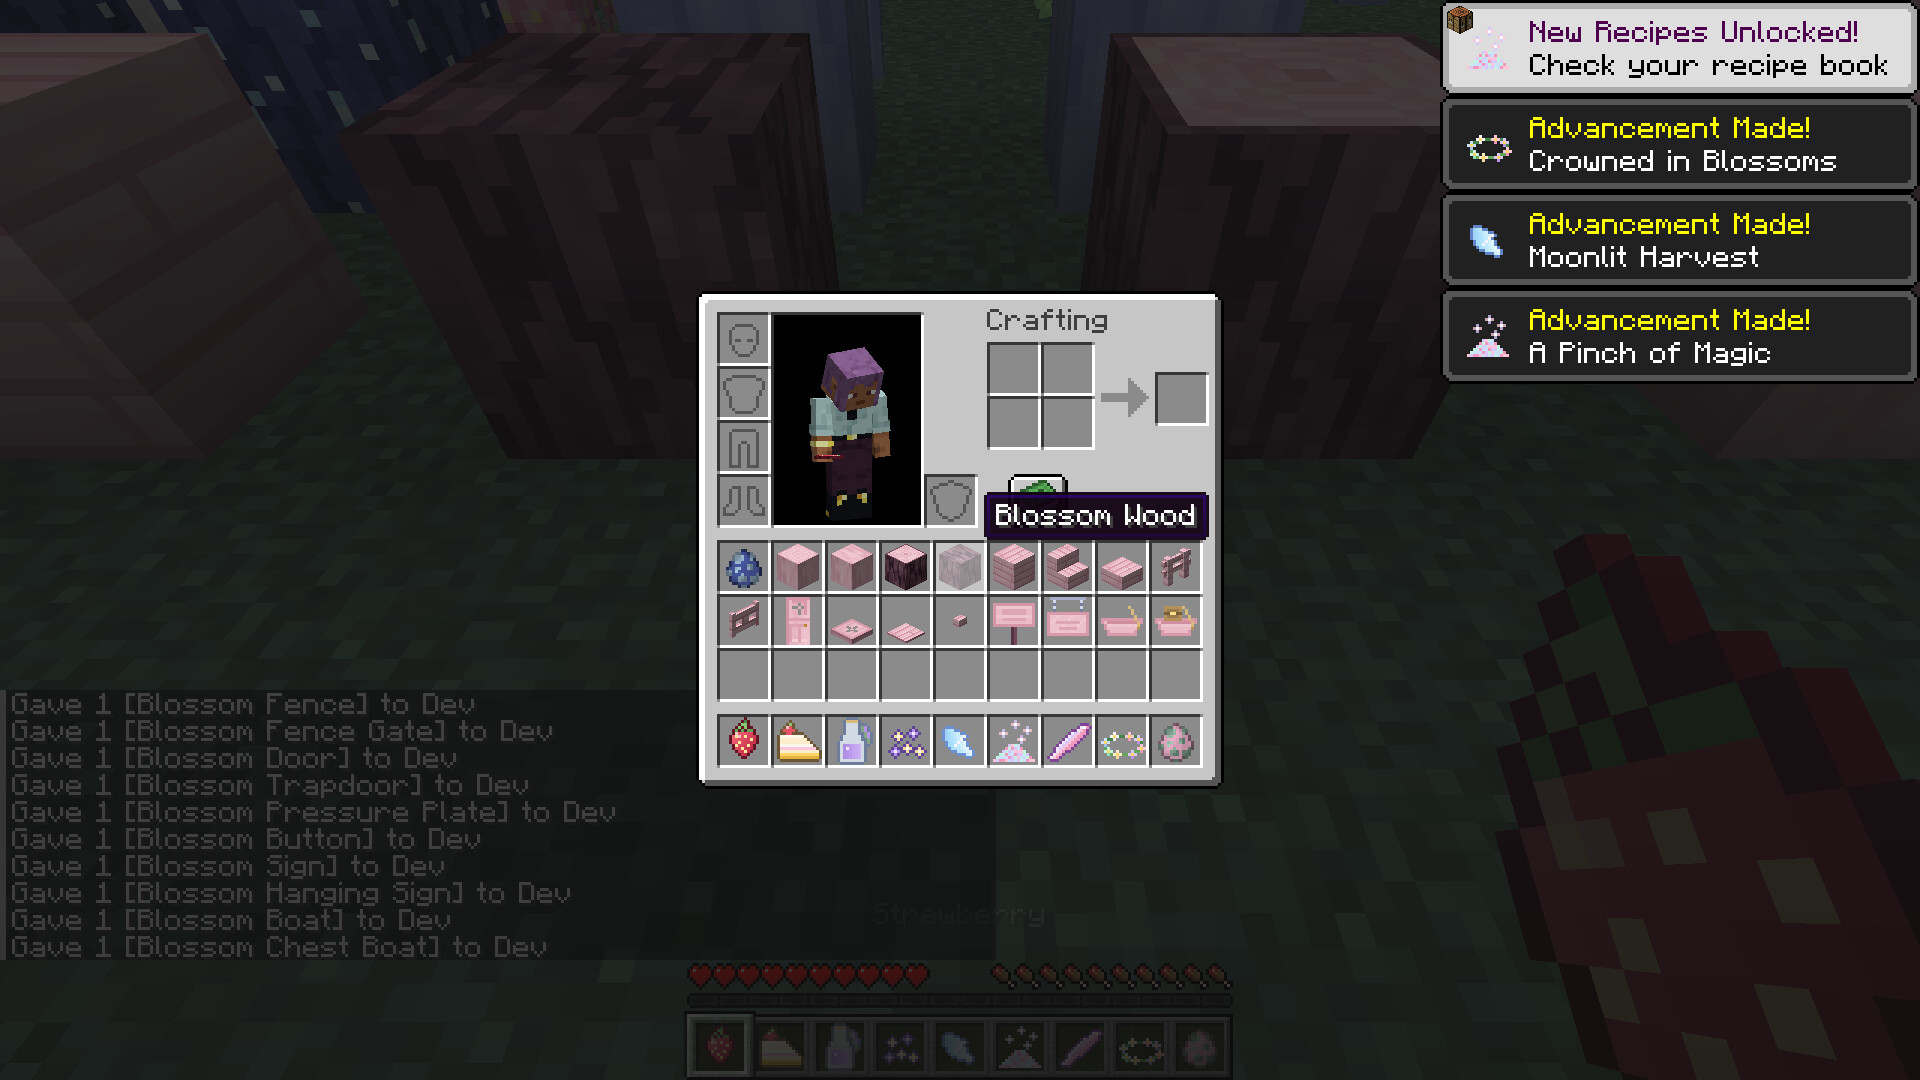 New Recipes Unlocked!
Check your recipe book
Advancement Made!
Crowned in Blossoms
Advancement Made!
Moonlit Harvest
Advancement Made!
A Pinch of Magic
Crafting
Blossom Wood
Gave 1 [Blossom Fence] to Dev
Gave 1 [Blossom Fence Gate] to Dev
Gave 1 [Blossom Door] to Dev
Gave 1 [Blossom Trapdoor] to Dev
Gave 1 [Blossom Pressure Plate] to Dev
Gave 1 [Blossom Button] to Dev
Gave 1 [Blossom Sign] to Dev
Gave 1 [Blossom Hanging Sign] to Dev
Gave 1 [Blossom Boat] to Dev
Gave 1 [Blossom Chest Boat] to Dev
Strawberry